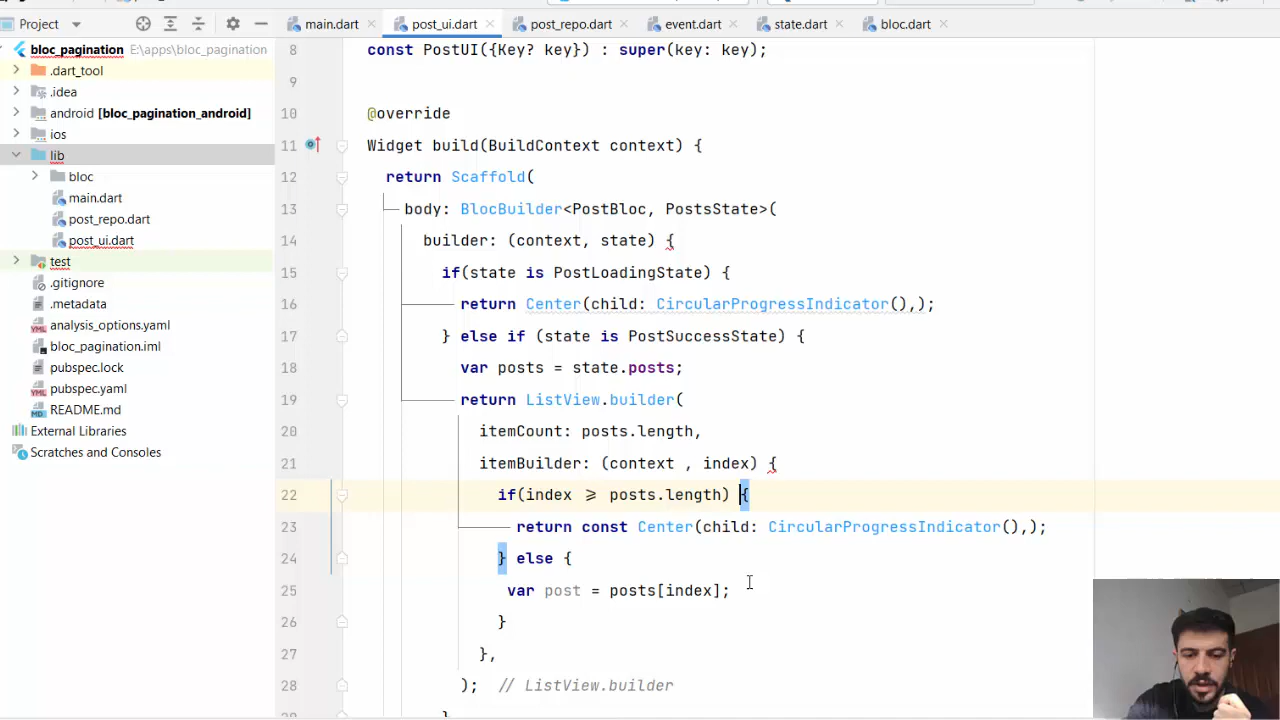 Project
main.dart
post_ui.dart
post_repo.dart
event.dart
state.dart
bloc.dart
bloc_pagination E:\apps\bloc_pagination
.dart_tool
.idea
android [bloc_pagination_android]
ios
lib
bloc
main.dart
post_repo.dart
post_ui.dart
test
.gitignore
.metadata
analysis_options.yaml
bloc_pagination.iml
pubspec.lock
pubspec.yaml
README.md
External Libraries
Scratches and Consoles
8 const PostUI({Key? key}) : super(key: key);
9
10 @override
11 Widget build(BuildContext context) {
12 return Scaffold(
13 body: BlocBuilder<PostBloc, PostsState>(
14 builder: (context, state) {
15 if(state is PostLoadingState) {
16 return Center(child: CircularProgressIndicator(),);
17 } else if (state is PostSuccessState) {
18 var posts = state.posts;
19 return ListView.builder(
20 itemCount: posts.length,
21 itemBuilder: (context , index) {
22 if(index >= posts.length) {
23 return const Center(child: CircularProgressIndicator(),);
24 } else {
25 var post = posts[index];
26 }
27 },
28 ); // ListView.builder
}